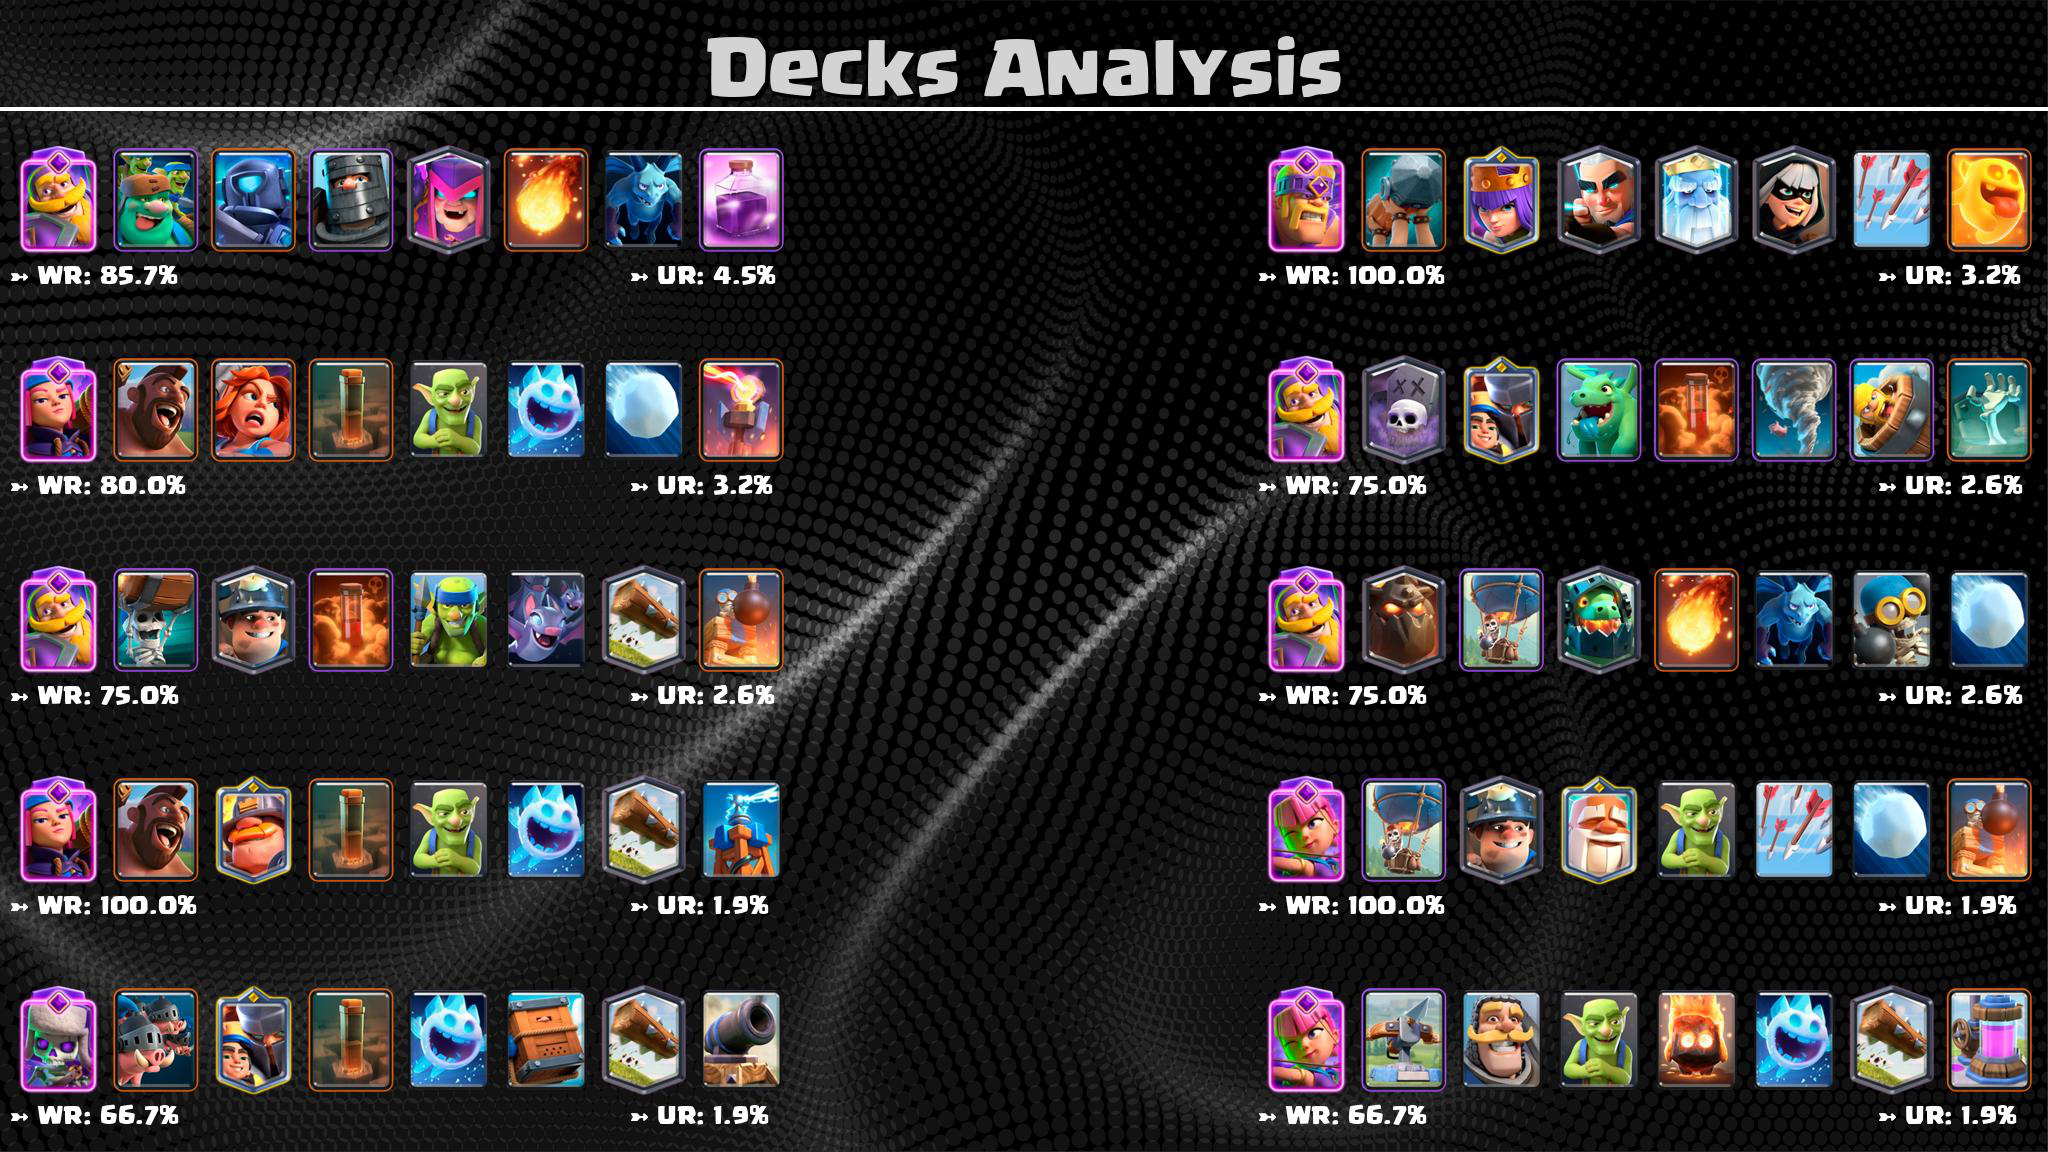 Decks Analysis
➳ WR: 85.7% ➳ UR: 4.5%
➳ WR: 100.0% ➳ UR: 3.2%
➳ WR: 80.0% ➳ UR: 3.2%
➳ WR: 75.0% ➳ UR: 2.6%
➳ WR: 75.0% ➳ UR: 2.6%
➳ WR: 75.0% ➳ UR: 2.6%
➳ WR: 100.0% ➳ UR: 1.9%
➳ WR: 100.0% ➳ UR: 1.9%
➳ WR: 66.7% ➳ UR: 1.9%
➳ WR: 66.7% ➳ UR: 1.9%